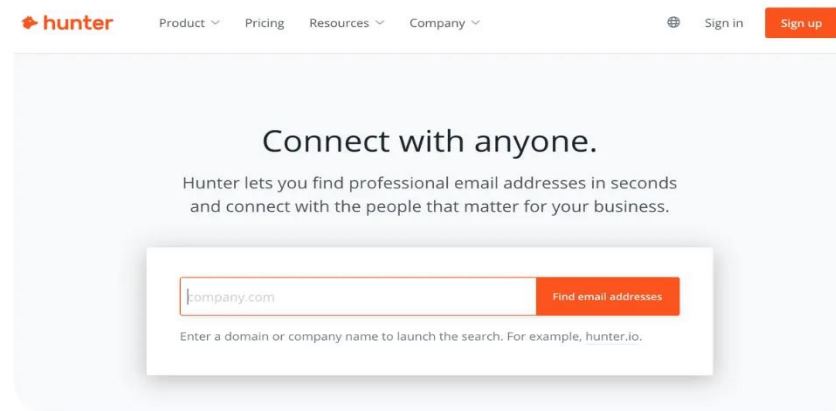 hunter Product Pricing Resources Company Sign in Sign up
Connect with anyone.
Hunter lets you find professional email addresses in seconds
and connect with the people that matter for your business.
company.com Find email addresses
Enter a domain or company name to launch the search. For example, hunter.io.